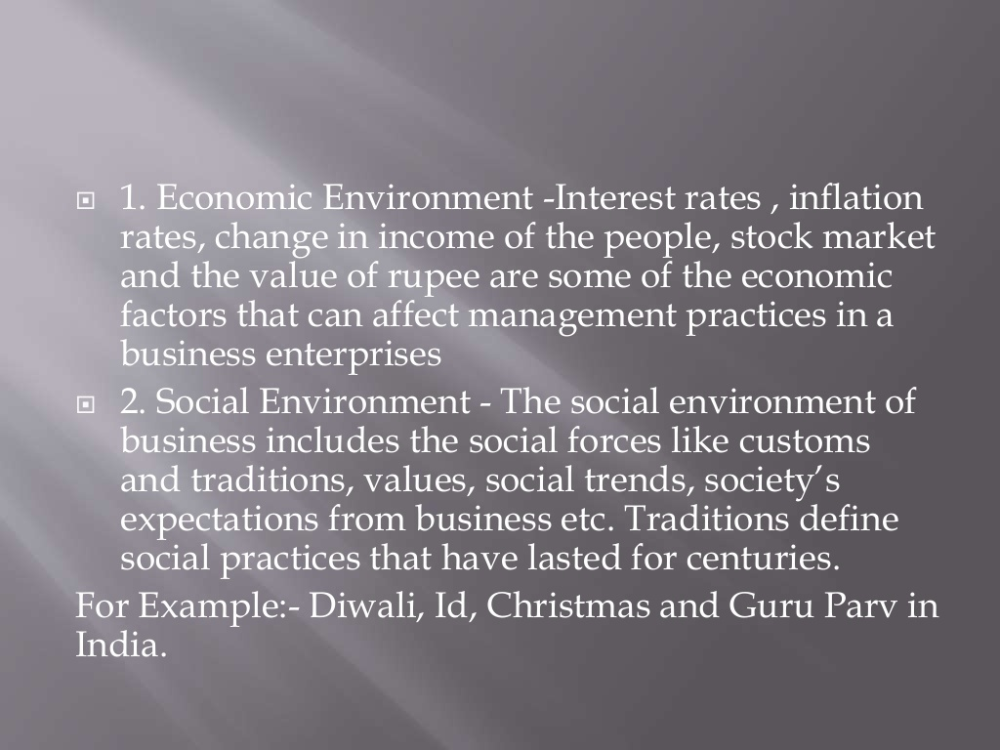 1. Economic Environment -Interest rates , inflation
rates, change in income of the people, stock market
and the value of rupee are some of the economic
factors that can affect management practices in a
business enterprises
2. Social Environment - The social environment of
business includes the social forces like customs
and traditions, values, social trends, society’s
expectations from business etc. Traditions define
social practices that have lasted for centuries.
For Example:- Diwali, Id, Christmas and Guru Parv in
India.